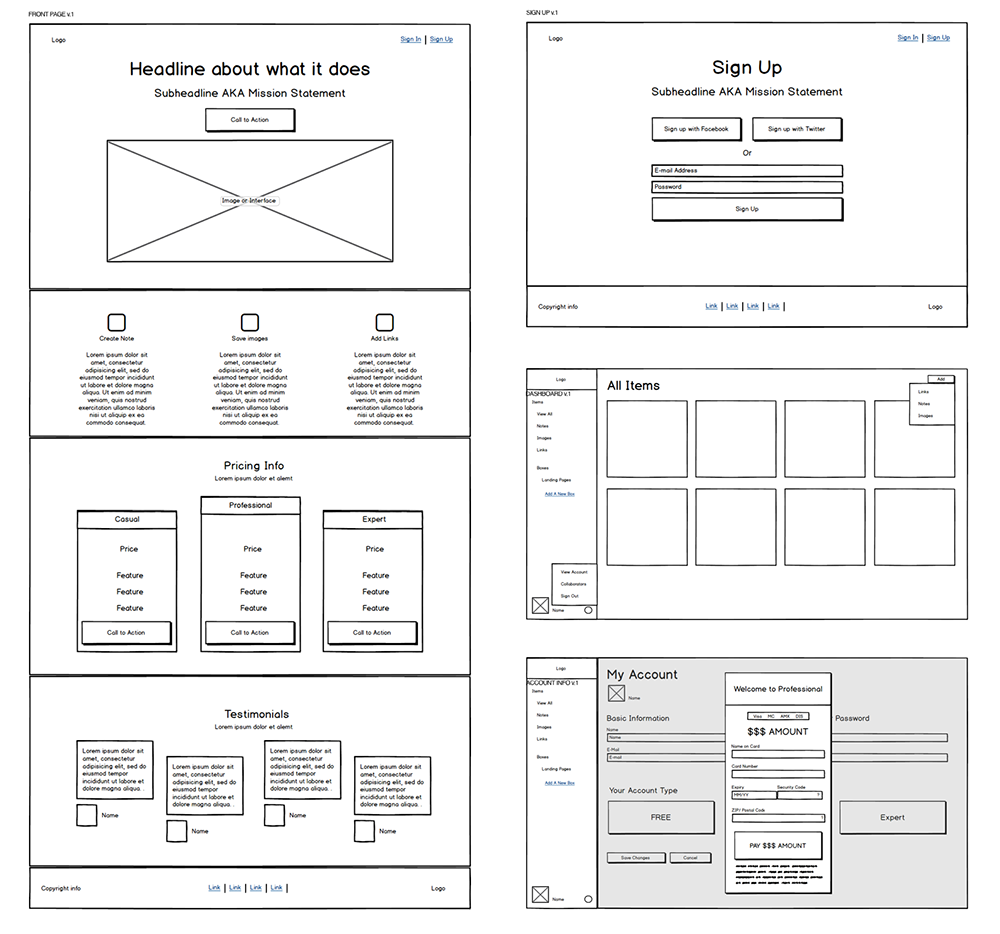 FRONT PAGE v.1
Logo
Sign In | Sign Up
Headline about what it does
Subheadline AKA Mission Statement
Call to Action
Image or Interface
Create Note
Lorem ipsum dolor sit
amet, consectetur
adipisicing elit, sed do
eiusmod tempor incididunt
ut labore et dolore magna
aliqua. Ut enim ad minim
veniam, quis nostrud
exercitation ullamco laboris
nisi ut aliquip ex ea
commodo consequat.
Save images
Lorem ipsum dolor sit
amet, consectetur
adipisicing elit, sed do
eiusmod tempor incididunt
ut labore et dolore magna
aliqua. Ut enim ad minim
veniam, quis nostrud
exercitation ullamco laboris
nisi ut aliquip ex ea
commodo consequat.
Add Links
Lorem ipsum dolor sit
amet, consectetur
adipisicing elit, sed do
eiusmod tempor incididunt
ut labore et dolore magna
aliqua. Ut enim ad minim
veniam, quis nostrud
exercitation ullamco laboris
nisi ut aliquip ex ea
commodo consequat.
Pricing Info
Lorem ipsum dolor et alemt
Casual
Price
Feature
Feature
Feature
Call to Action
Professional
Price
Feature
Feature
Feature
Call to Action
Expert
Price
Feature
Feature
Feature
Call to Action
Testimonials
Lorem ipsum dolor et alemt
Lorem ipsum dolor sit
amet, consectetur
adipisicing elit, sed do
eiusmod tempor
incididunt ut labore et
dolore magna aliqua. .
Name
Lorem ipsum dolor sit
amet, consectetur
adipisicing elit, sed do
eiusmod tempor
incididunt ut labore et
dolore magna aliqua. .
Name
Lorem ipsum dolor sit
amet, consectetur
adipisicing elit, sed do
eiusmod tempor
incididunt ut labore et
dolore magna aliqua. .
Name
Lorem ipsum dolor sit
amet, consectetur
adipisicing elit, sed do
eiusmod tempor
incididunt ut labore et
dolore magna aliqua. .
Name
Copyright info
Link | Link | Link | Link |
Logo
SIGN UP v.1
Logo
Sign In | Sign Up
Sign Up
Subheadline AKA Mission Statement
Sign up with Facebook
Sign up with Twitter
Or
E-mail Address
Password
Sign Up
Copyright info
Link | Link | Link | Link |
Logo
Logo
DASHBOARD v.1
Items
View All
Notes
Images
Links
Boxes
Landing Pages
Add A New Box
View Account
Collaborators
Sign Out
Name
All Items
Add
Links
Notes
Images
Logo
ACCOUNT INFO v.1
Items
View All
Notes
Images
Links
Boxes
Landing Pages
Add A New Box
Name
My Account
Name
Basic Information
Name
Name
E-Mail
E-mail
Password
Your Account Type
FREE
Expert
Save Changes
Cancel
Welcome to Professional
Visa MC AMX DIS
$$$ AMOUNT
Name on Card
Card Number
Expiry
Security Code
MM/YY
?
ZIP/ Postal Code
?
PAY $$$ AMOUNT